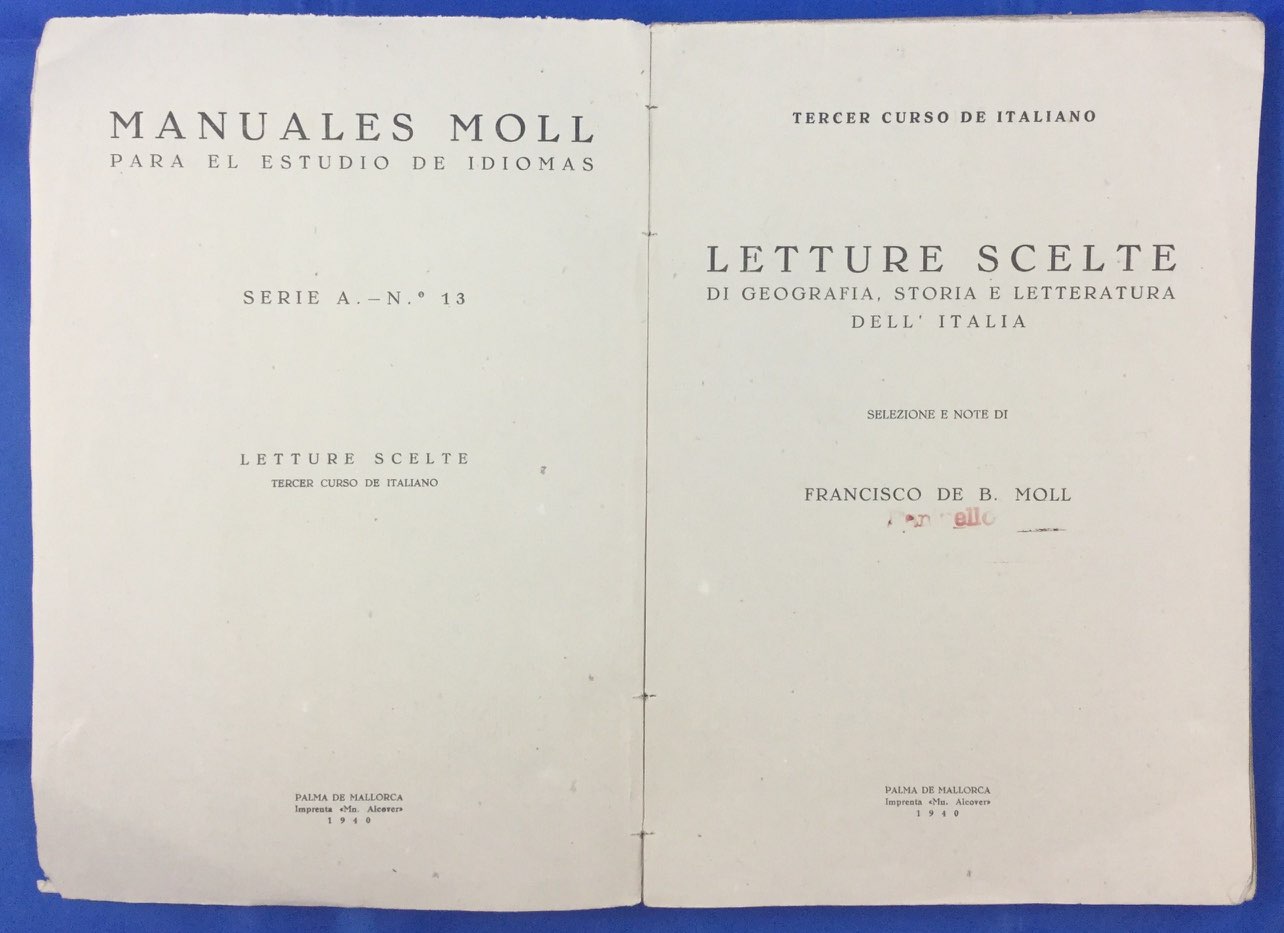 MANUALES MOLL
PARA EL ESTUDIO DE IDIOMAS
SERIE A. — N.º 13
LETTURE SCELTE
TERCER CURSO DE ITALIANO
PALMA DE MALLORCA
Imprenta «Mn. Alcover»
1940
TERCER CURSO DE ITALIANO
LETTURE SCELTE
DI GEOGRAFIA, STORIA E LETTERATURA
DELL' ITALIA
SELEZIONE E NOTE DI
FRANCISCO DE B. MOLL
PALMA DE MALLORCA
Imprenta «Mn. Alcover»
1940